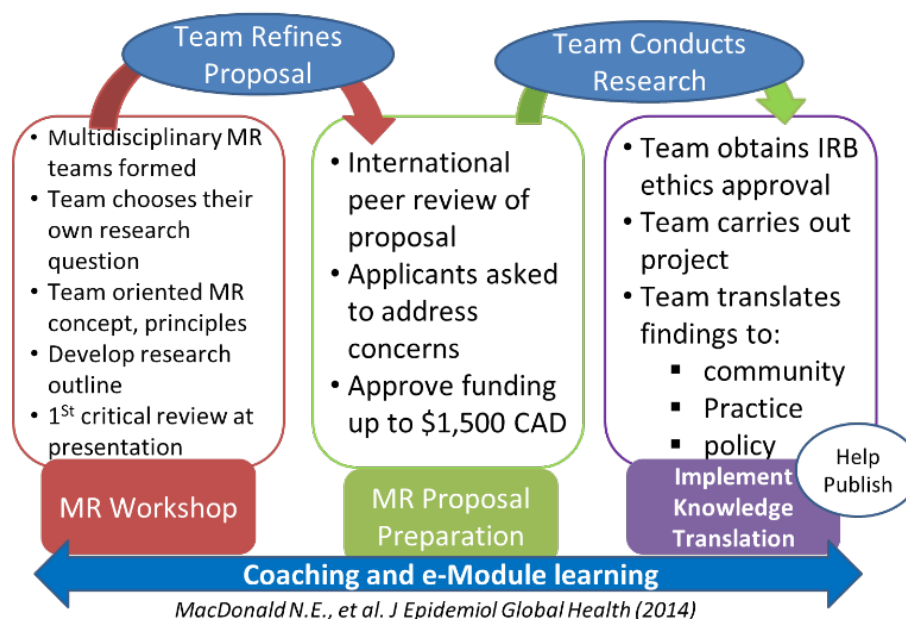 Team Refines
Proposal
Team Conducts
Research
• Multidisciplinary MR
teams formed
• Team chooses their
own research
question
• Team oriented MR
concept, principles
• Develop research
outline
• 1St critical review at
presentation
MR Workshop
• International
peer review of
proposal
• Applicants asked
to address
concerns
• Approve funding
up to $1,500 CAD
MR Proposal
Preparation
• Team obtains IRB
ethics approval
• Team carries out
project
• Team translates
findings to:
▪ community
▪ Practice
▪ policy
Implement
Knowledge
Translation
Help
Publish
Coaching and e-Module learning
MacDonald N.E., et al. J Epidemiol Global Health (2014)